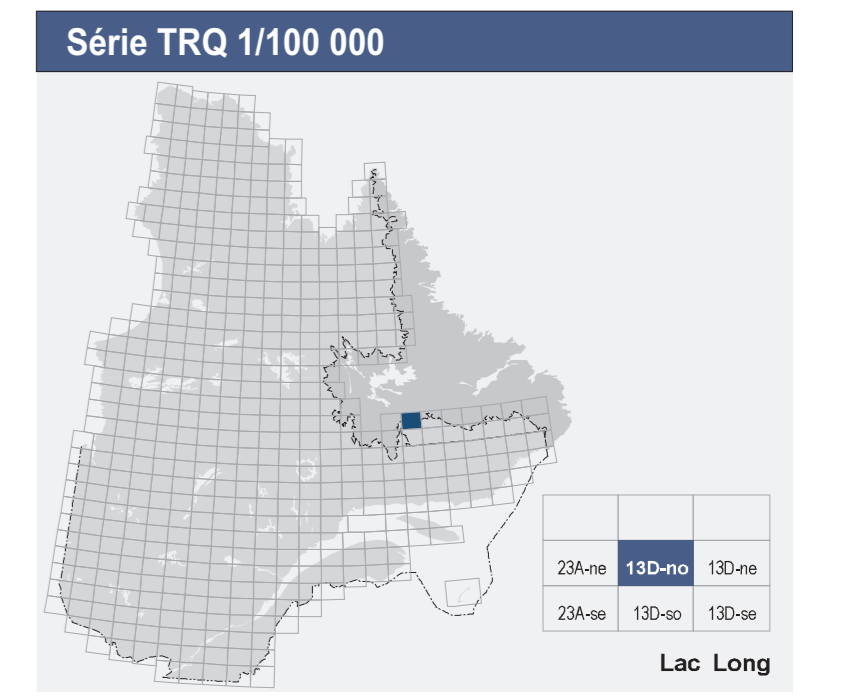 Série TRQ 1/100 000
23A-ne 13D-no 13D-ne
23A-se 13D-so 13D-se
Lac Long